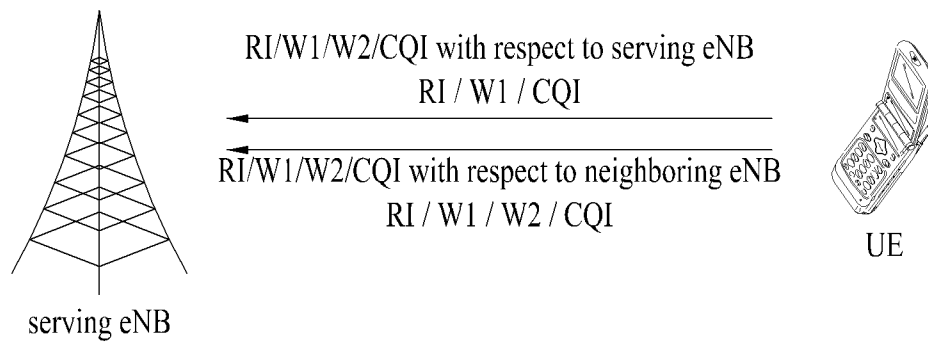 RI/W1/W2/CQI with respect to serving eNB
RI / W1 / CQI
RI/W1/W2/CQI with respect to neighboring eNB
RI / W1 / W2 / CQI
UE
serving eNB